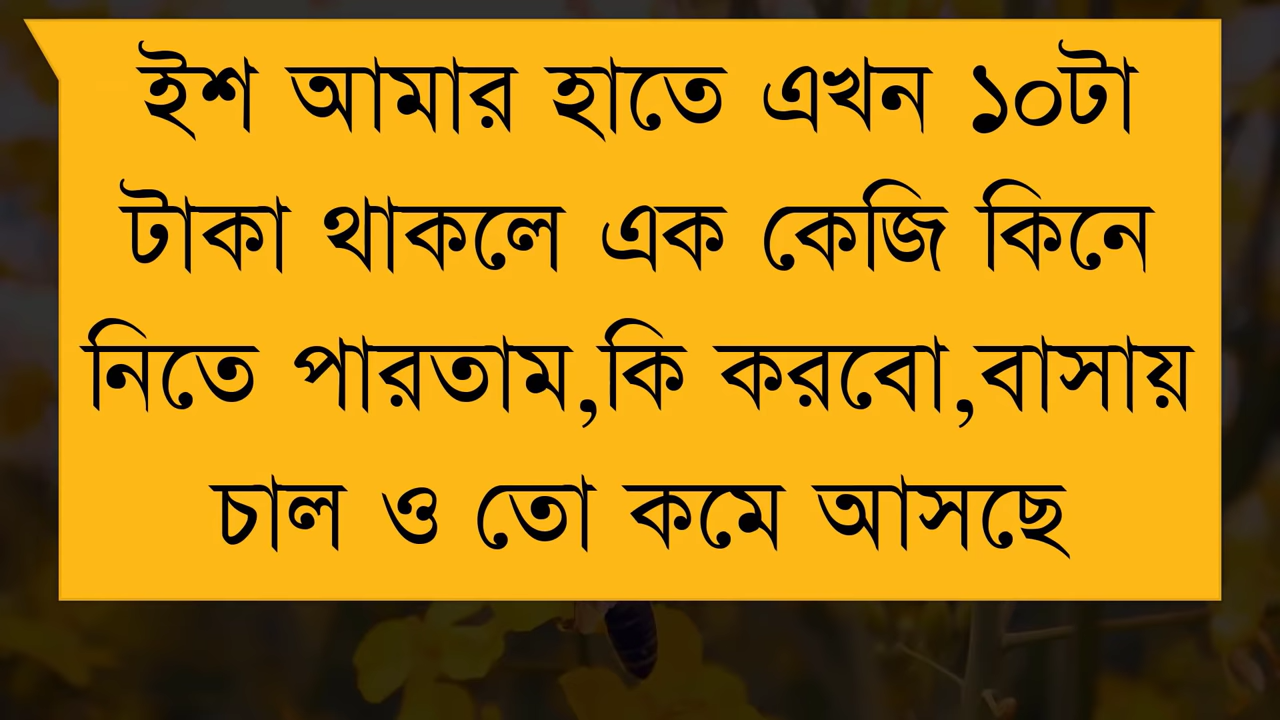 ইশ আমার হাতে এখন ১০টা
টাকা থাকলে এক কেজি কিনে
নিতে পারতাম,কি করবো,বাসায়
চাল ও তো কমে আসছে